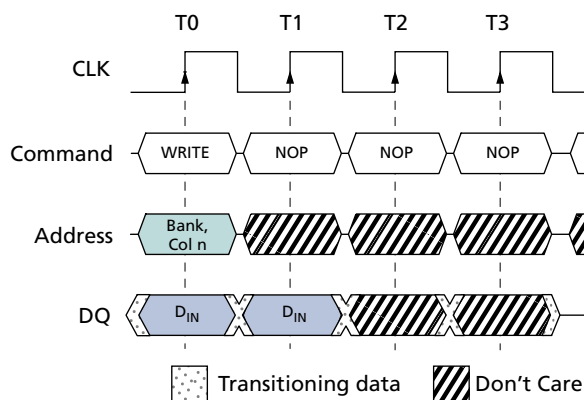 T0 T1 T2 T3
CLK
Command WRITE NOP NOP NOP
Address Bank,
Col n
DQ DIN DIN
Transitioning data Don't Care